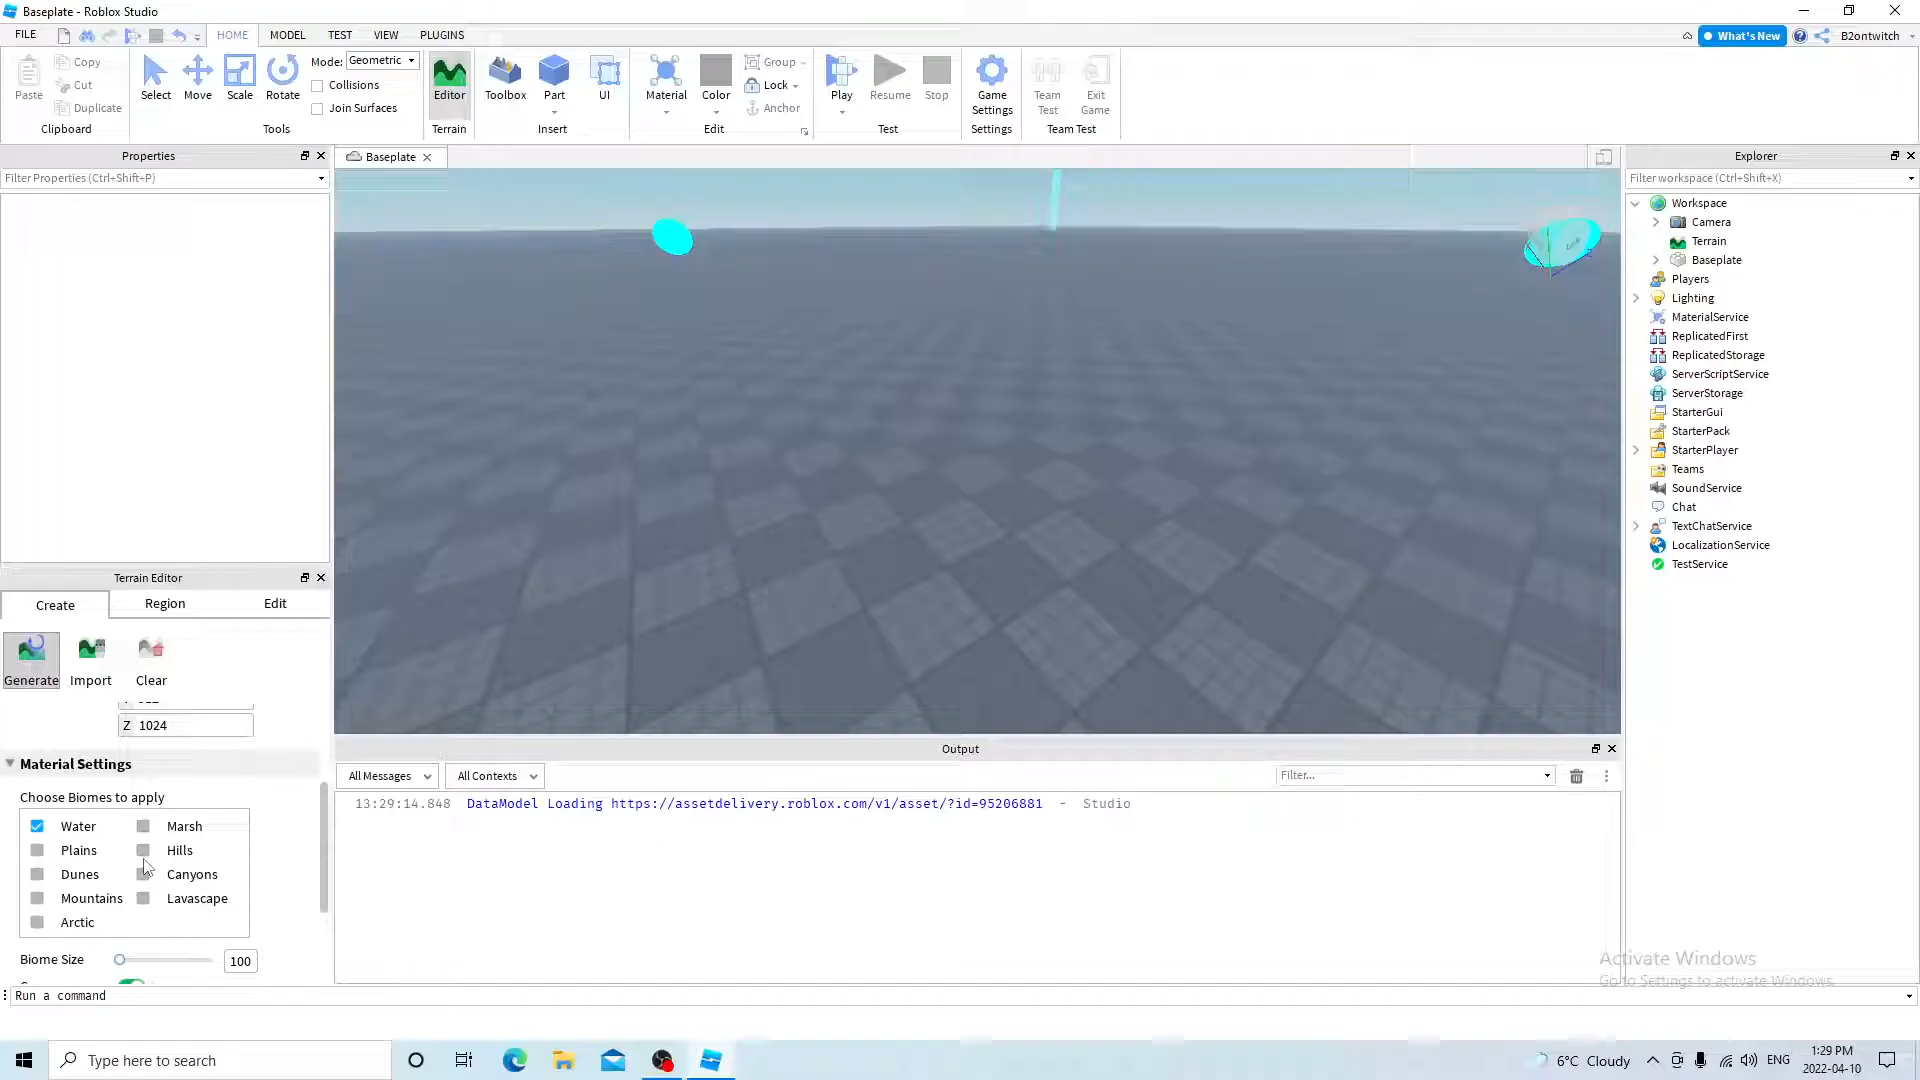 Baseplate - Roblox Studio
FILE HOME MODEL TEST VIEW PLUGINS What's New B2ontwitch
Paste Copy Cut Duplicate Clipboard
Select Move Scale Rotate Mode: Geometric Collisions Join Surfaces Tools
Editor Terrain
Toolbox Part UI Insert
Material Color Group Lock Anchor Edit
Play Resume Stop Test
Game Settings Settings
Team Test Exit Game Team Test
Properties
Filter Properties (Ctrl+Shift+P)
Baseplate
Explorer
Filter workspace (Ctrl+Shift+X)
Workspace
Camera
Terrain
Baseplate
Players
Lighting
MaterialService
ReplicatedFirst
ReplicatedStorage
ServerScriptService
ServerStorage
StarterGui
StarterPack
StarterPlayer
Teams
SoundService
Chat
TextChatService
LocalizationService
TestService
Terrain Editor
Create Region Edit
Generate Import Clear
Z 1024
Material Settings
Choose Biomes to apply
Water Marsh
Plains Hills
Dunes Canyons
Mountains Lavascape
Arctic
Biome Size 100
Output
All Messages All Contexts Filter...
13:29:14.848 DataModel Loading https://assetdelivery.roblox.com/v1/asset/?id=95206881 - Studio
Activate Windows
Go to Settings to activate Windows.
Run a command
Type here to search
6°C Cloudy ENG
1:29 PM
2022-04-10